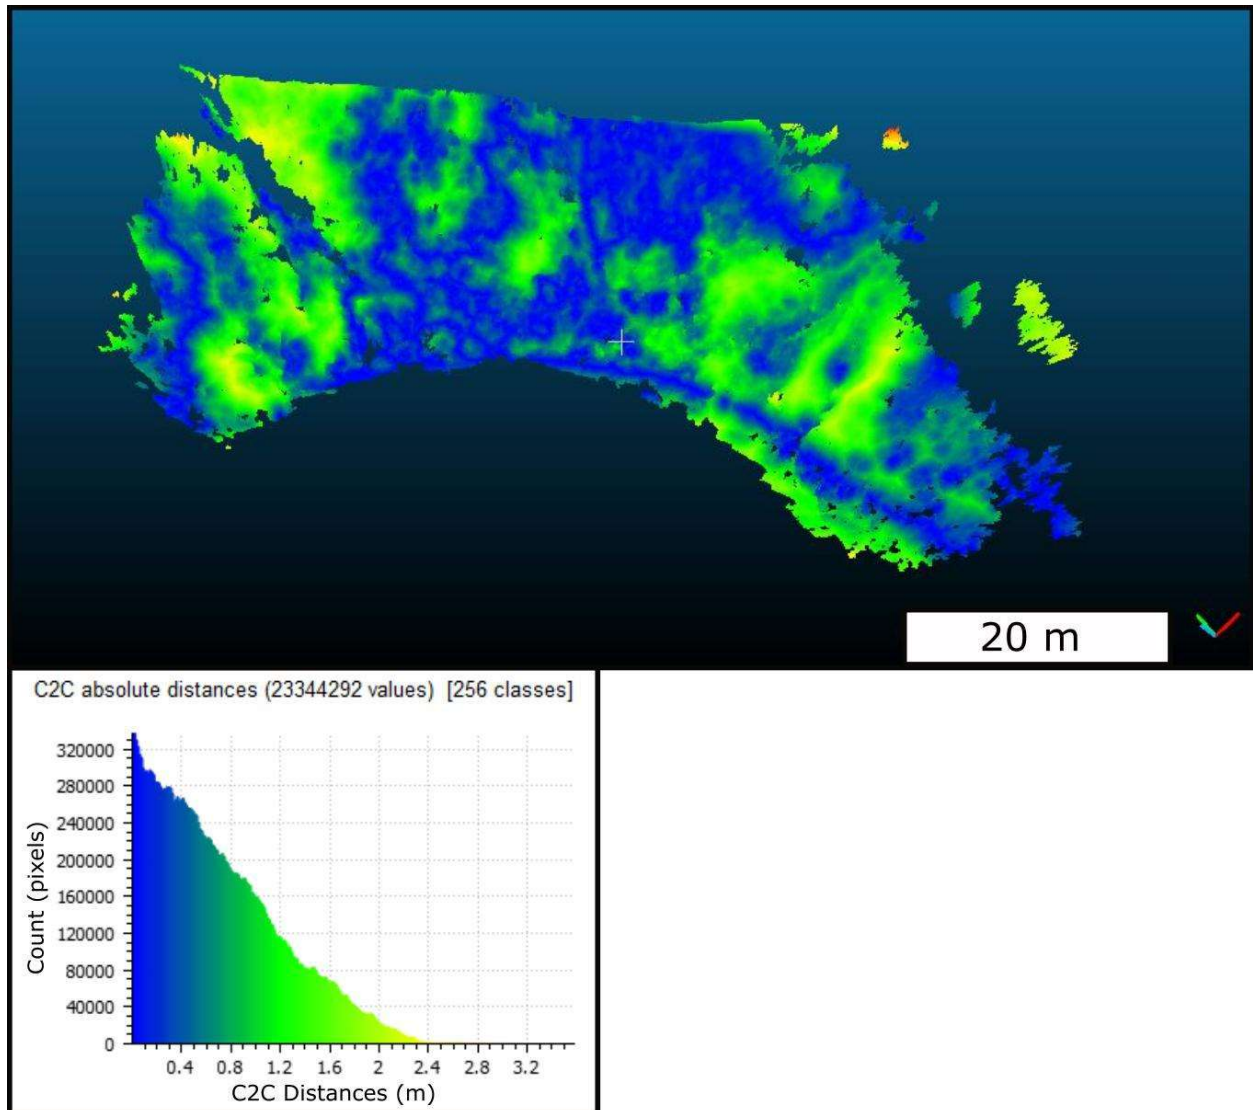 20 m
C2C absolute distances (23344292 values) [256 classes]
Count (pixels)
320000
280000
240000
200000
160000
120000
80000
40000
0
0.4 0.8 1.2 1.6 2 2.4 2.8 3.2
C2C Distances (m)